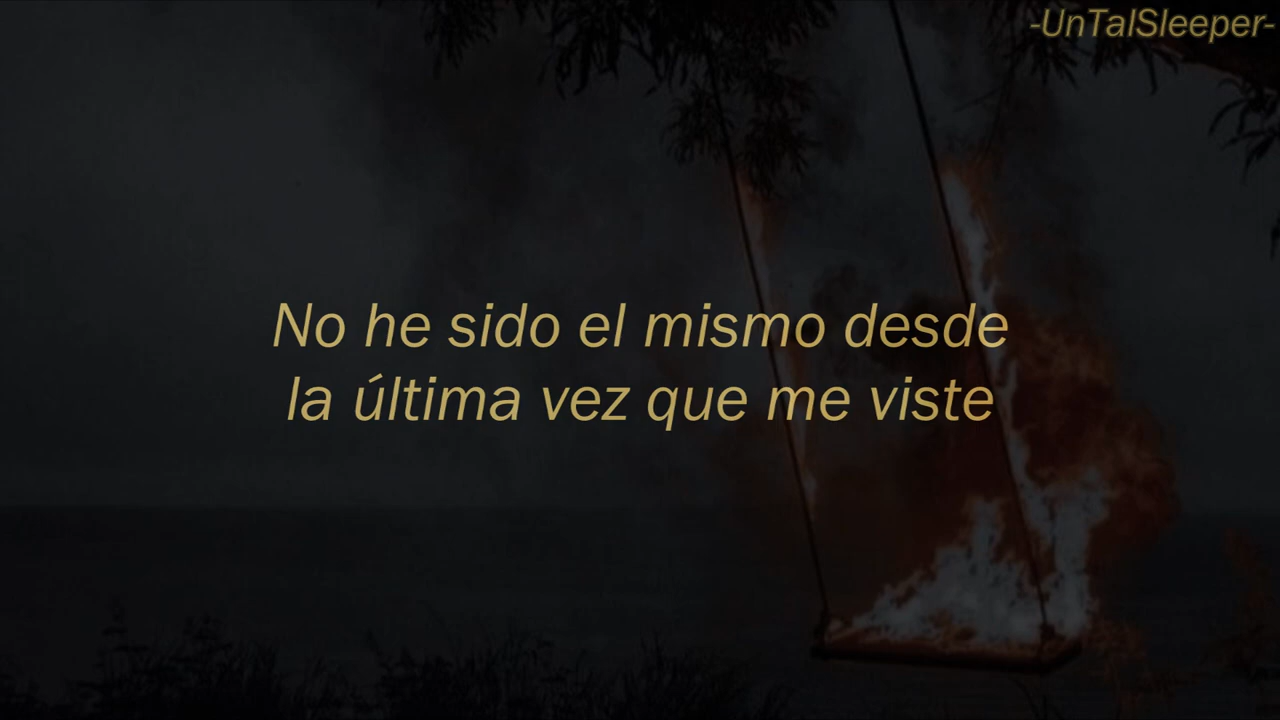 -UnTalSleeper-
No he sido el mismo desde
la última vez que me viste